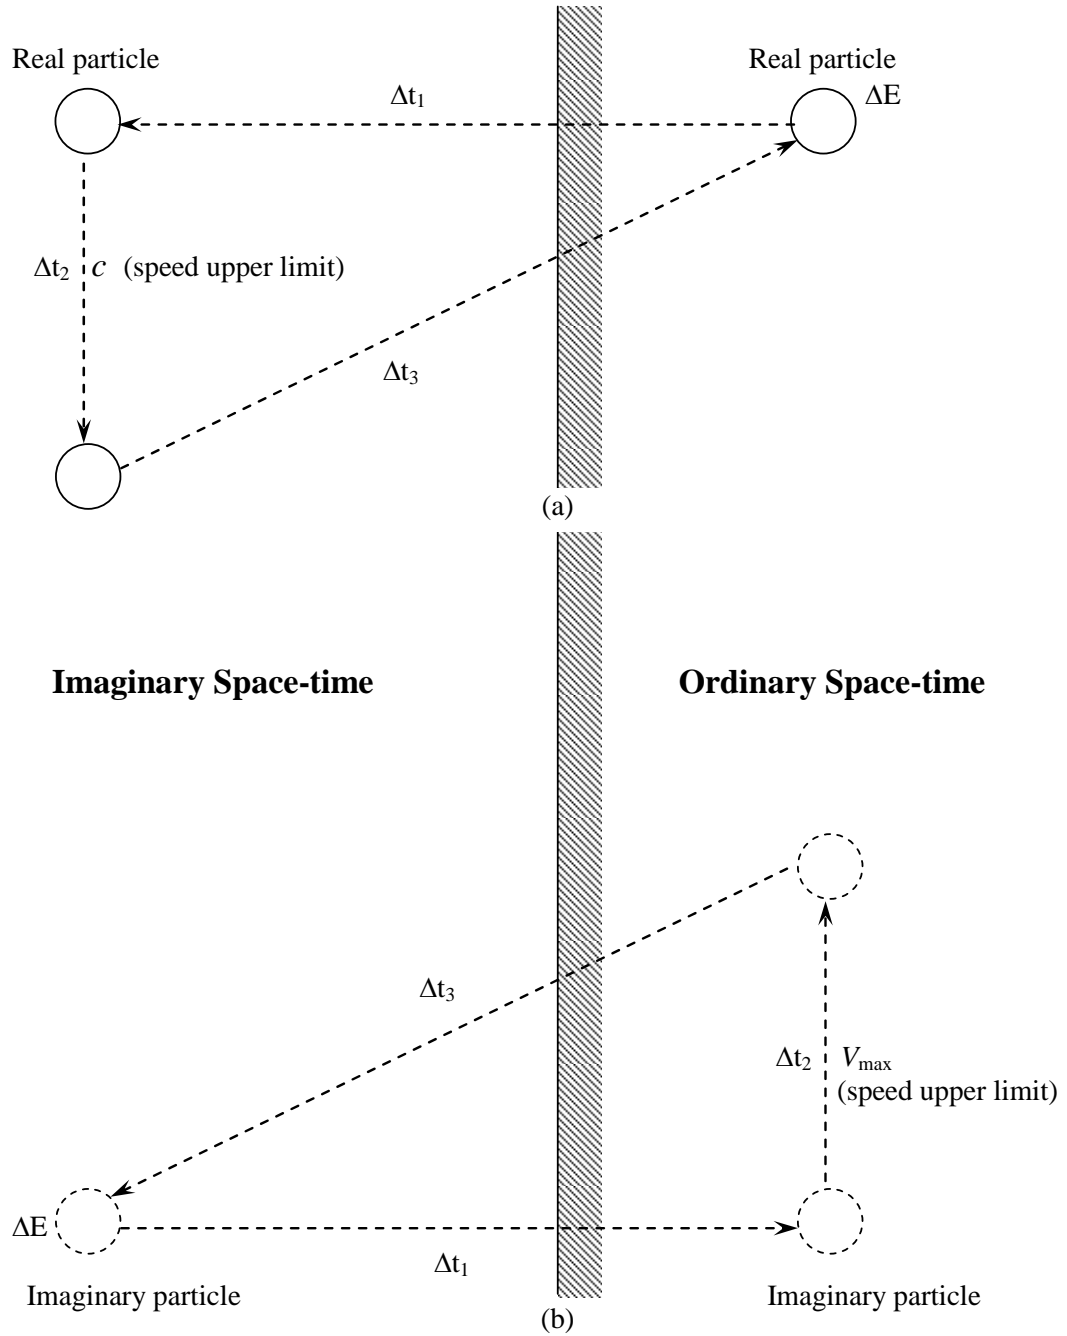 Real particle
Real particle
Δt₁
ΔE
Δt₂ c (speed upper limit)
Δt₃
(a)
Imaginary Space-time
Ordinary Space-time
Δt₃
Δt₂ Vmax
(speed upper limit)
ΔE
Δt₁
Imaginary particle
Imaginary particle
(b)